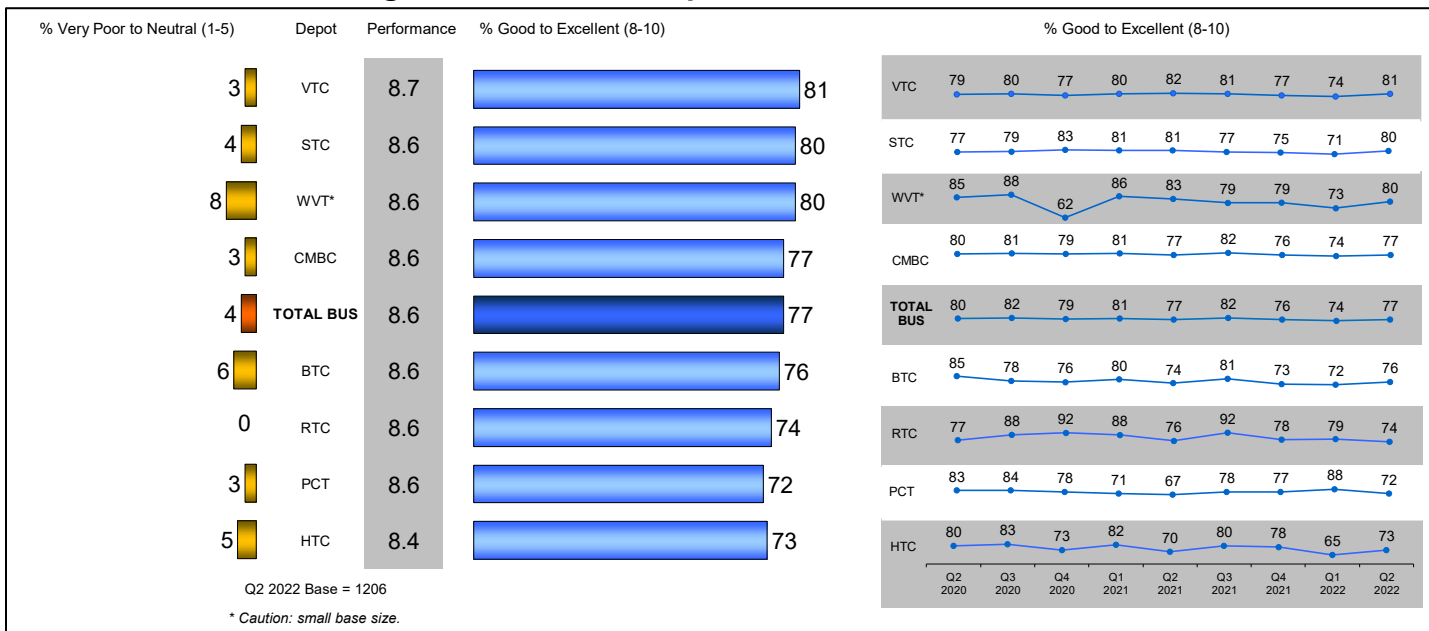 % Very Poor to Neutral (1-5) Depot Performance % Good to Excellent (8-10)
3 VTC 8.7 81
4 STC 8.6 80
8 WVT* 8.6 80
3 CMBC 8.6 77
4 TOTAL BUS 8.6 77
6 BTC 8.6 76
0 RTC 8.6 74
3 PCT 8.6 72
5 HTC 8.4 73
Q2 2022 Base = 1206
* Caution: small base size.
% Good to Excellent (8-10)
VTC 79 80 77 80 82 81 77 74 81
STC 77 79 83 81 81 77 75 71 80
WVT* 85 88 62 86 83 79 79 73 80
CMBC 80 81 79 81 77 82 76 74 77
TOTAL
BUS 80 82 79 81 77 82 76 74 77
BTC 85 78 76 80 74 81 73 72 76
RTC 77 88 92 88 76 92 78 79 74
PCT 83 84 78 71 67 78 77 88 72
HTC 80 83 73 82 70 80 78 65 73
Q2 Q3 Q4 Q1 Q2 Q3 Q4 Q1 Q2
2020 2020 2020 2021 2021 2021 2021 2022 2022